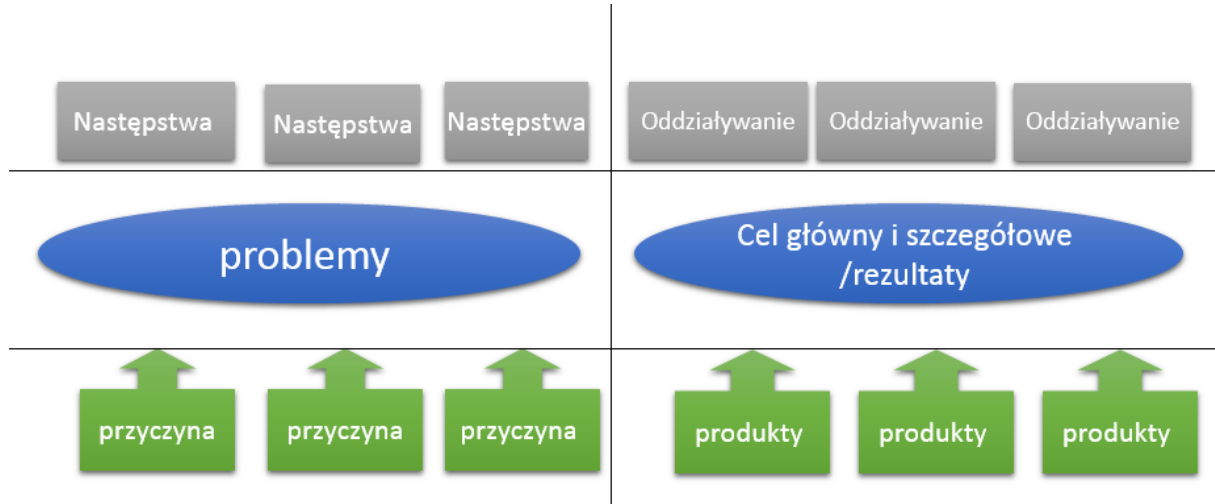 Następstwa
Następstwa
Następstwa
Oddziaływanie
Oddziaływanie
Oddziaływanie
problemy
Cel główny i szczegółowe
/rezultaty
przyczyna
przyczyna
przyczyna
produkty
produkty
produkty